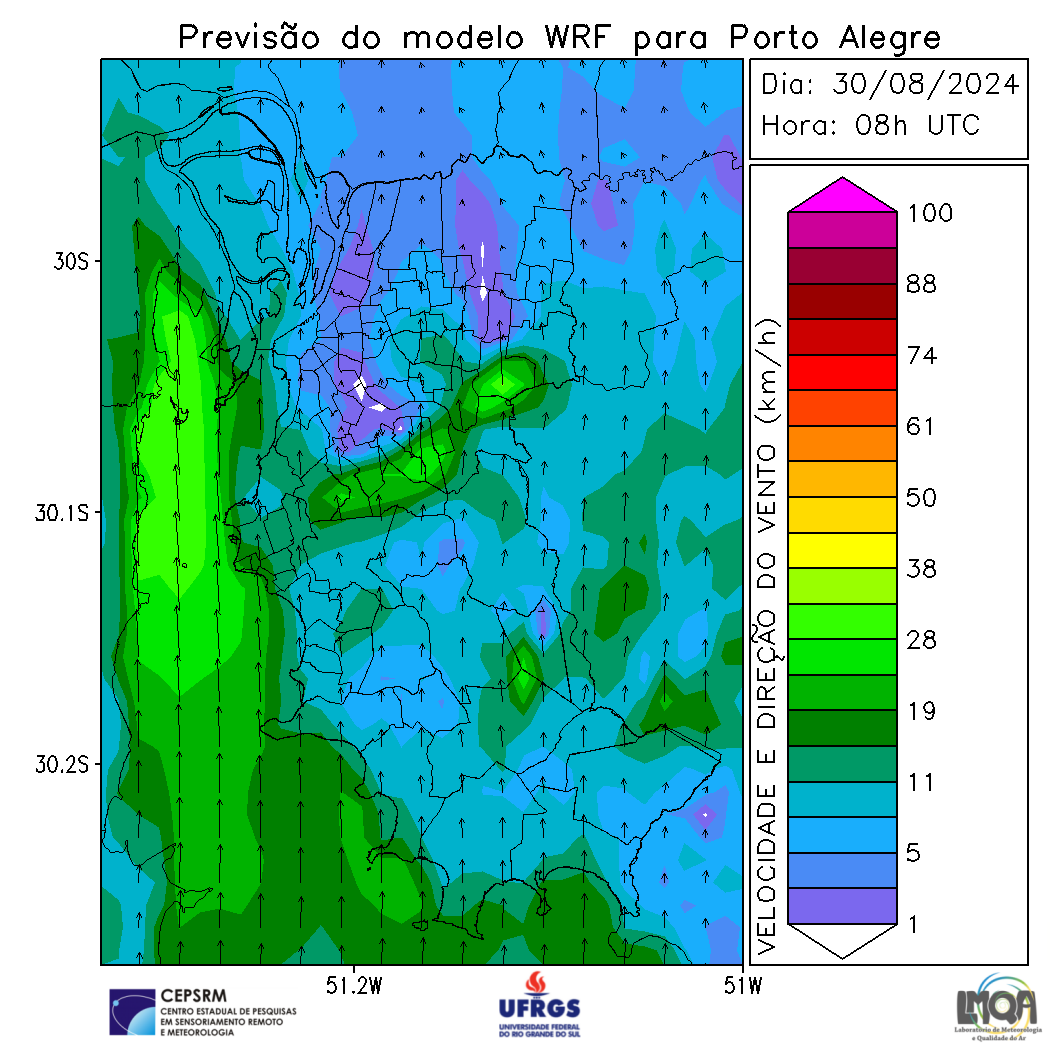 Previsão do modelo WRF para Porto Alegre
Dia: 30/08/2024
Hora: 08h UTC
30S
30.1S
30.2S
51.2W
51W
VELOCIDADE E DIREÇÃO DO VENTO (km/h)
100
88
74
61
50
38
28
19
11
5
1
CEPSRM
CENTRO ESTADUAL DE PESQUISAS
EM SENSORIAMENTO REMOTO
E METEOROLOGIA
UFRGS
UNIVERSIDADE FEDERAL
DO RIO GRANDE DO SUL
LMQA
Laboratório de Meteorologia
e Qualidade do Ar